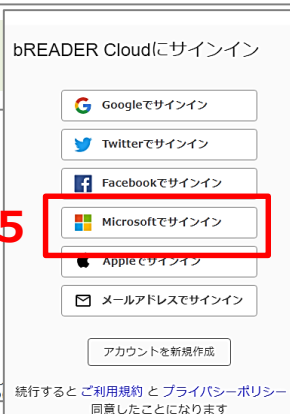 bREADER Cloudにサインイン
Googleでサインイン
Twitterでサインイン
Facebookでサインイン
5
Microsoftでサインイン
Appleでサインイン
メールアドレスでサインイン
アカウントを新規作成
続行すると ご利用規約 と プライバシーポリシー
同意したことになります